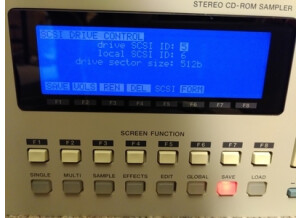 STEREO CD-ROM SAMPLER
SCSI DRIVE CONTROL
drive SCSI ID: 5
local SCSI ID: 6
drive sector size: 512b
SAVE VOLS REN DEL SCSI FORM
F1 F2 F3 F4 F5 F6 F7 F8
SCREEN FUNCTION
F1 F2 F3 F4 F5 F6 F7 F8
SINGLE MULTI SAMPLE EFFECTS EDIT GLOBAL SAVE LOAD